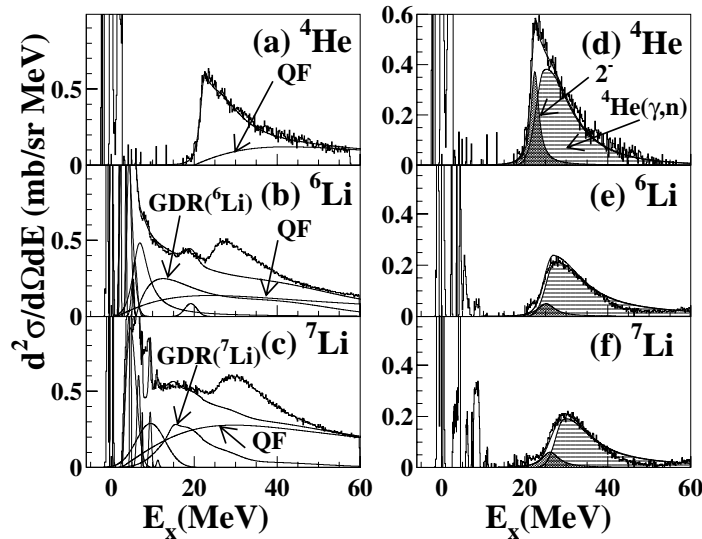 d²σ/dΩdE (mb/sr MeV)
(a) ⁴He
QF
0.5
0
(b) ⁶Li
GDR(⁶Li)
QF
0.5
0
(c) ⁷Li
GDR(⁷Li)
QF
0.5
0
0 20 40 60
Eₓ(MeV)
(d) ⁴He
2⁻
⁴He(γ,n)
0.6
0.4
0.2
0
(e) ⁶Li
0.4
0.2
0
(f) ⁷Li
0.4
0.2
0
0 20 40 60
Eₓ(MeV)